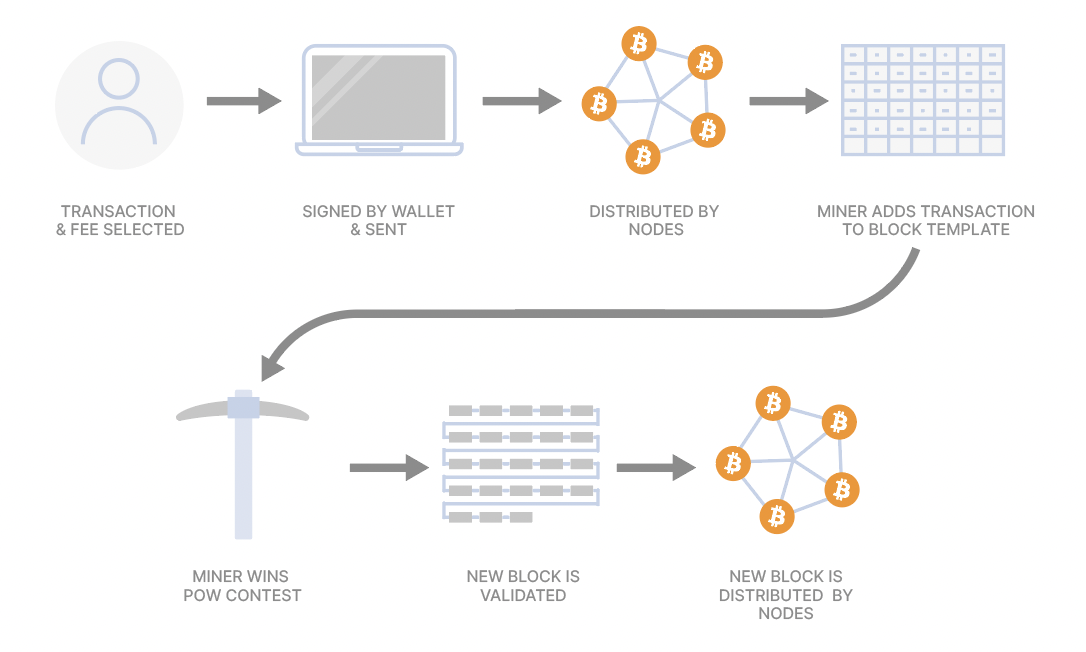 TRANSACTION
& FEE SELECTED
SIGNED BY WALLET
& SENT
DISTRIBUTED BY
NODES
MINER ADDS TRANSACTION
TO BLOCK TEMPLATE
MINER WINS
POW CONTEST
NEW BLOCK IS
VALIDATED
NEW BLOCK IS
DISTRIBUTED BY
NODES